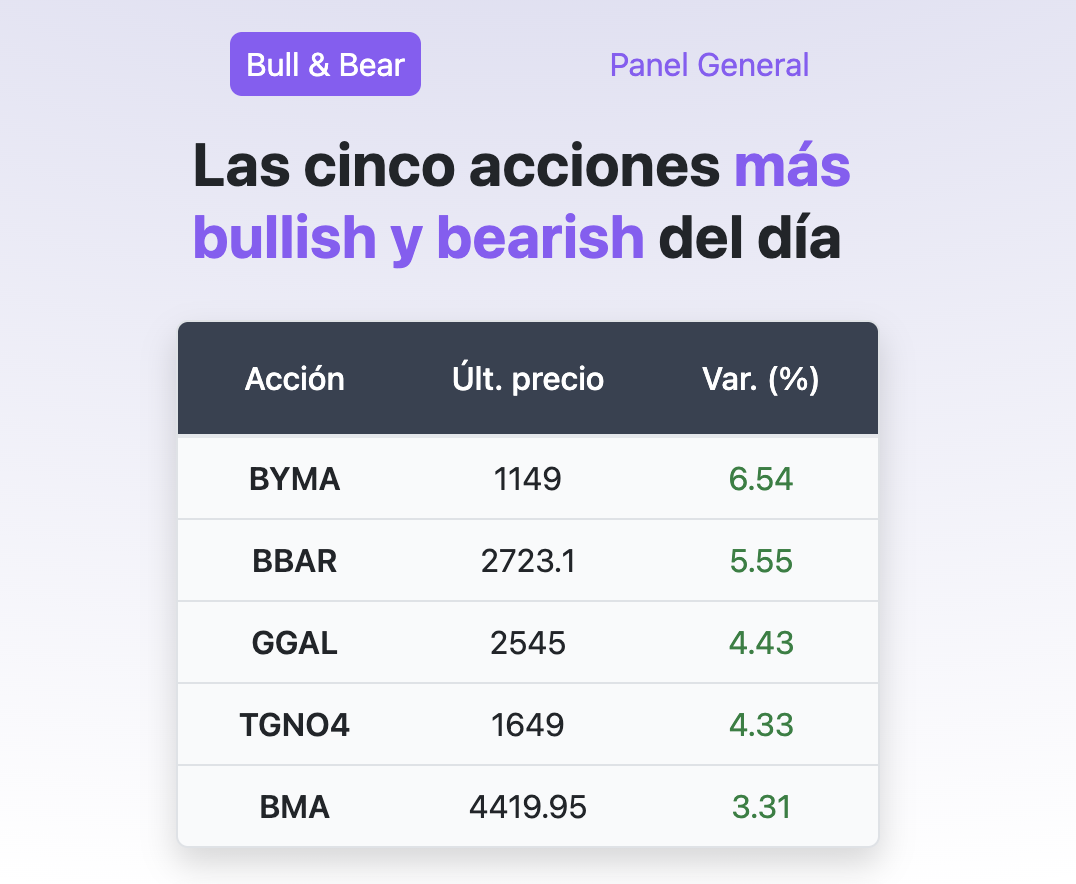 Bull & Bear Panel General
Las cinco acciones más
bullish y bearish del día
Acción Últ. precio Var. (%)
BYMA 1149 6.54
BBAR 2723.1 5.55
GGAL 2545 4.43
TGNO4 1649 4.33
BMA 4419.95 3.31